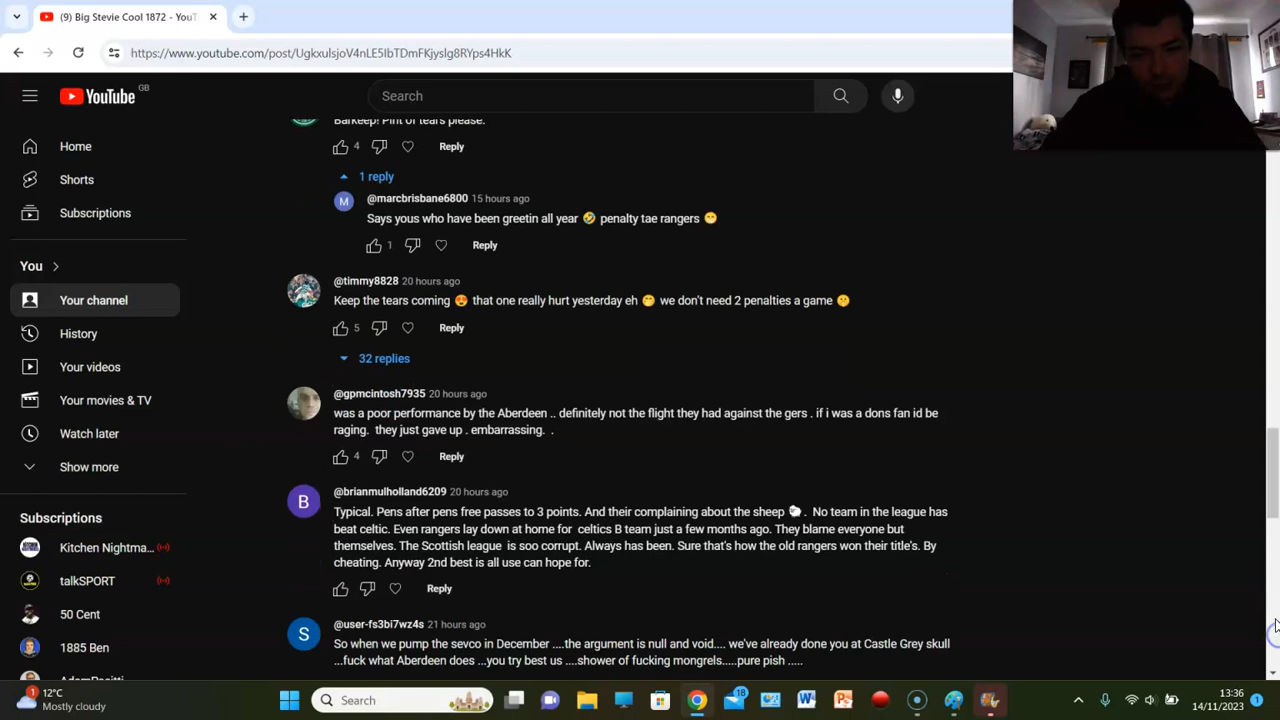 (9) Big Stevie Cool 1872 - YouT
https://www.youtube.com/post/UgkxulsjoV4nLE5IbTDmFKjyslg8RYps4HkK
YouTube GB
Search
Home
Shorts
Subscriptions
You
Your channel
History
Your videos
Your movies & TV
Watch later
Show more
Subscriptions
Kitchen Nightma...
talkSPORT
50 Cent
1885 Ben
AdamPacitti
Barkeep! Pint of tears please.
4 Reply
1 reply
M @marcbrisbane6800 15 hours ago
Says yous who have been greetin all year 🤣 penalty tae rangers 😁
1 Reply
@timmy8828 20 hours ago
Keep the tears coming 😍 that one really hurt yesterday eh 🤭 we don't need 2 penalties a game 🤫
5 Reply
32 replies
@gpmcintosh7935 20 hours ago
was a poor performance by the Aberdeen .. definitely not the flight they had against the gers . if i was a dons fan id be
raging. they just gave up . embarrassing. .
4 Reply
B @brianmulholland6209 20 hours ago
Typical. Pens after pens free passes to 3 points. And their complaining about the sheep 🐑 . No team in the league has
beat celtic. Even rangers lay down at home for celtics B team just a few months ago. They blame everyone but
themselves. The Scottish league is soo corrupt. Always has been. Sure that's how the old rangers won their title's. By
cheating. Anyway 2nd best is all use can hope for.
Reply
S @user-fs3bi7wz4s 21 hours ago
So when we pump the sevco in December ....the argument is null and void.... we've already done you at Castle Grey skull
...fuck what Aberdeen does ...you try best us ....shower of fucking mongrels.....pure pish .....
1
12°C
Mostly cloudy
Search
18
13:36
14/11/2023
1